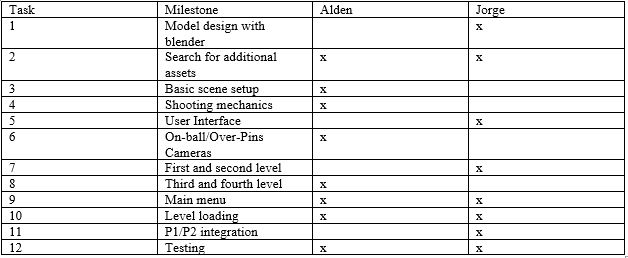 Task Milestone Alden Jorge
1 Model design with x
blender
2 Search for additional x x
assets
3 Basic scene setup x
4 Shooting mechanics x
5 User Interface x
6 On-ball/Over-Pins x
Cameras
7 First and second level x
8 Third and fourth level x
9 Main menu x x
10 Level loading x x
11 P1/P2 integration x
12 Testing x x